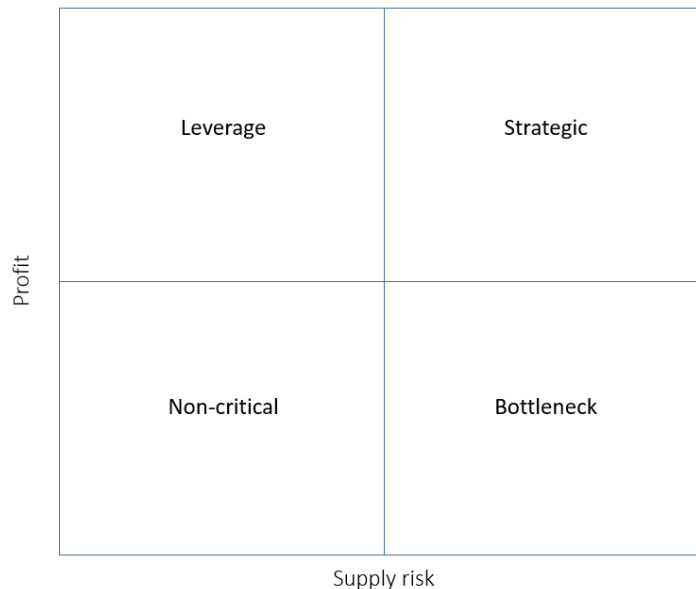 Leverage
Strategic
Profit
Non-critical
Bottleneck
Supply risk